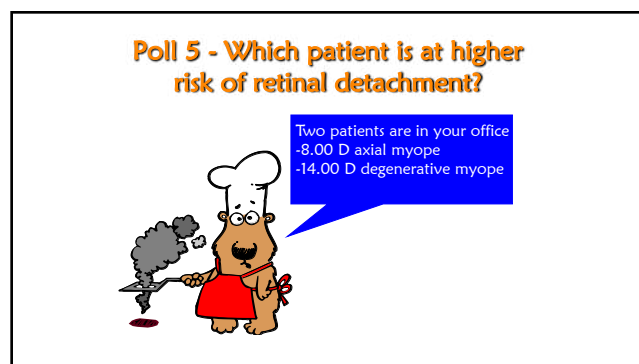 Poll 5 - Which patient is at higher
risk of retinal detachment?
Two patients are in your office
-8.00 D axial myope
-14.00 D degenerative myope